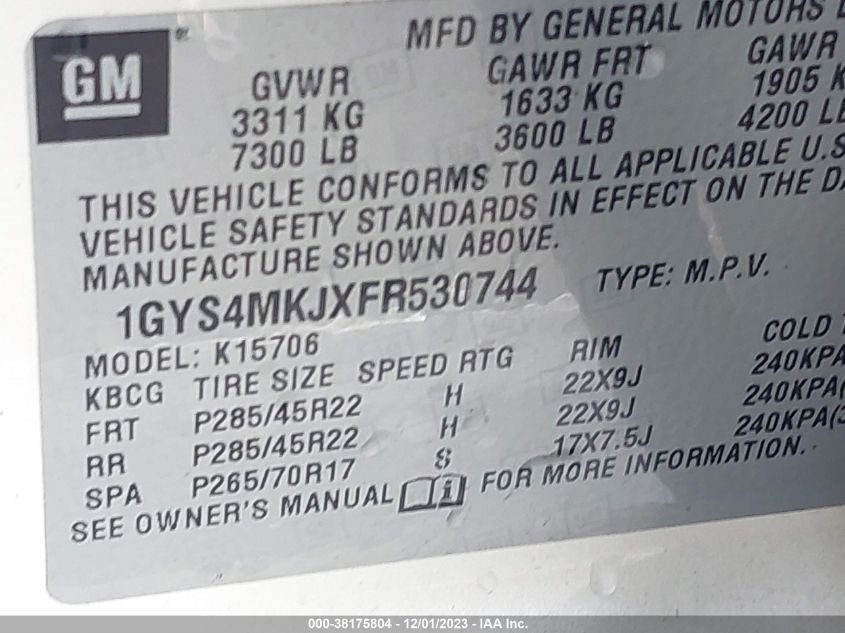 GM
®
MFD BY GENERAL MOTORS
GVWR GAWR FRT GAWR
3311 KG 1633 KG 1905 K
7300 LB 3600 LB 4200 LB
THIS VEHICLE CONFORMS TO ALL APPLICABLE U.S
VEHICLE SAFETY STANDARDS IN EFFECT ON THE DA
MANUFACTURE SHOWN ABOVE.
1GYS4MKJXFR530744 TYPE: M.P.V.
MODEL: K15706
KBCG TIRE SIZE SPEED RTG RIM COLD
FRT P285/45R22 H 22X9J 240KPA
RR P285/45R22 H 22X9J 240KPA(
SPA P265/70R17 S 17X7.5J 240KPA(3
SEE OWNER'S MANUAL i FOR MORE INFORMATION.
000-38175804 - 12/01/2023 - IAA Inc.